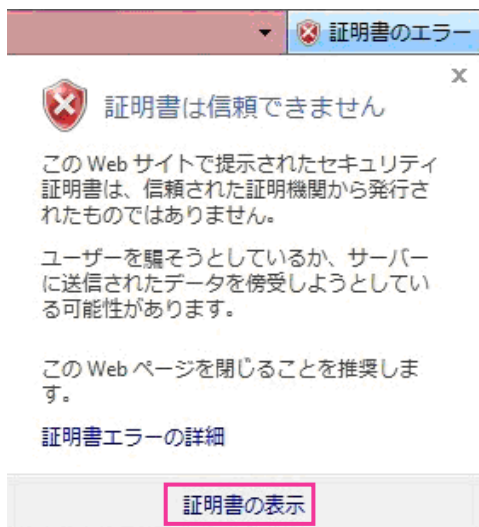 証明書のエラー
x
証明書は信頼できません
この Web サイトで提示されたセキュリティ
証明書は、信頼された証明機関から発行さ
れたものではありません。
ユーザーを騙そうとしているか、サーバー
に送信されたデータを傍受しようとしてい
る可能性があります。
この Web ページを閉じることを推奨しま
す。
証明書エラーの詳細
証明書の表示